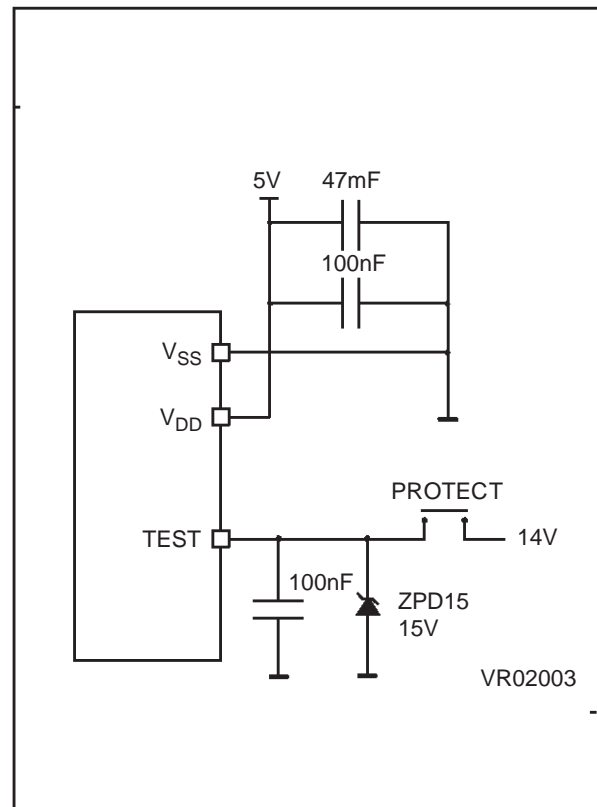 5V 47mF
100nF
VSS
VDD
PROTECT
TEST 14V
100nF ZPD15
15V
VR02003